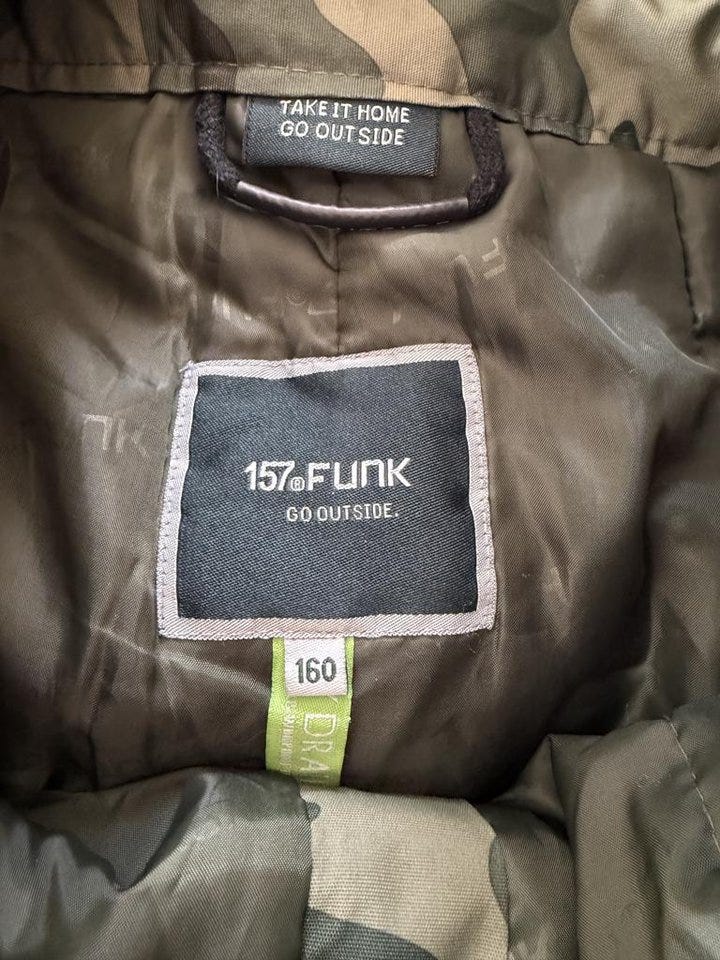 TAKE IT HOME
GO OUTSIDE
157®FUNK
GO OUTSIDE.
160